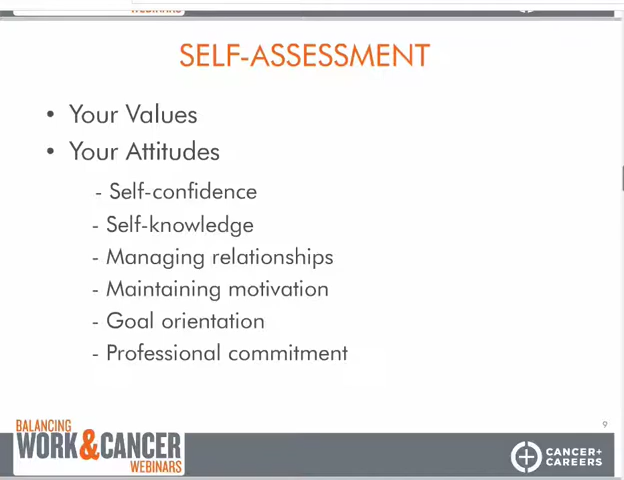 WEBINARS
SELF-ASSESSMENT
• Your Values
• Your Attitudes
- Self-confidence
- Self-knowledge
- Managing relationships
- Maintaining motivation
- Goal orientation
- Professional commitment
9
BALANCING
WORK & CANCER
WEBINARS
CANCER+
CAREERS